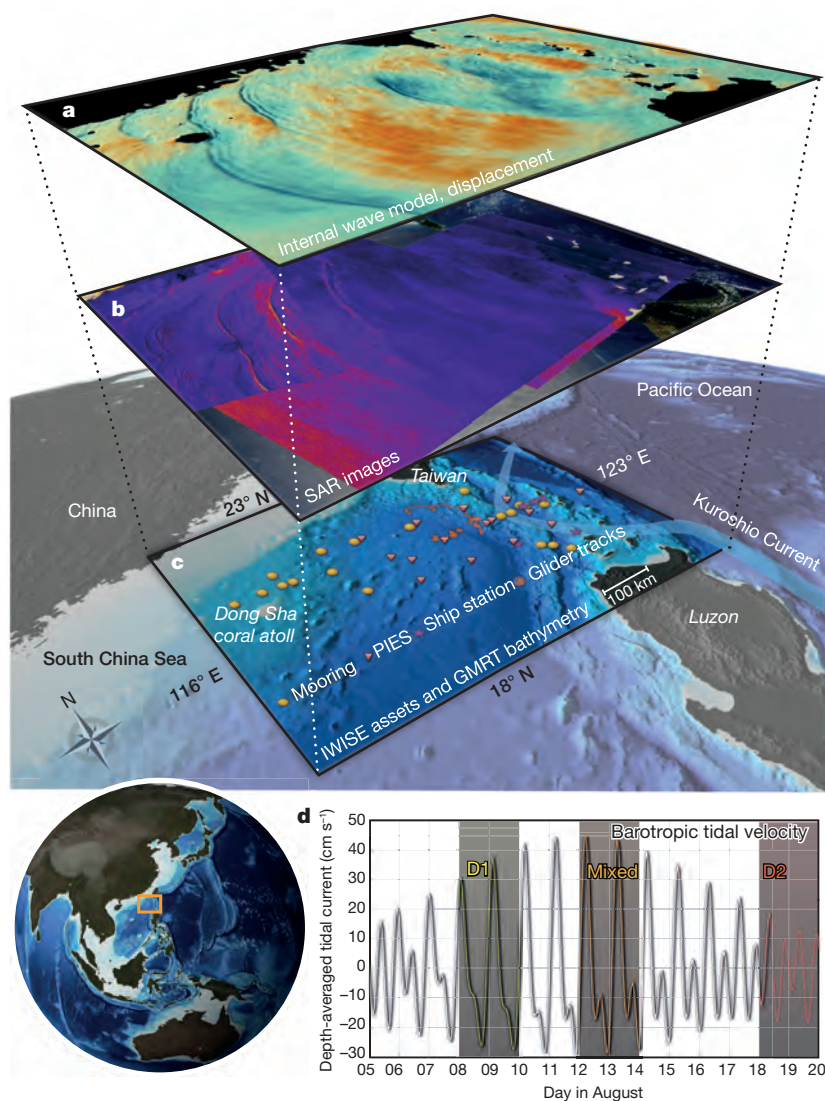 a
Internal wave model, displacement
b
SAR images
Pacific Ocean
Taiwan
123° E
23° N
China
Kuroshio Current
c
100 km
Luzon
Dong Sha
coral atoll
Mooring PIES Ship station Glider tracks
South China Sea
116° E
18° N
IWISE assets and GMRT bathymetry
N
d
Barotropic tidal velocity
D1
Mixed
D2
Depth-averaged tidal current (cm s⁻¹)
50
40
30
20
10
0
−10
−20
−30
05 06 07 08 09 10 11 12 13 14 15 16 17 18 19 20
Day in August